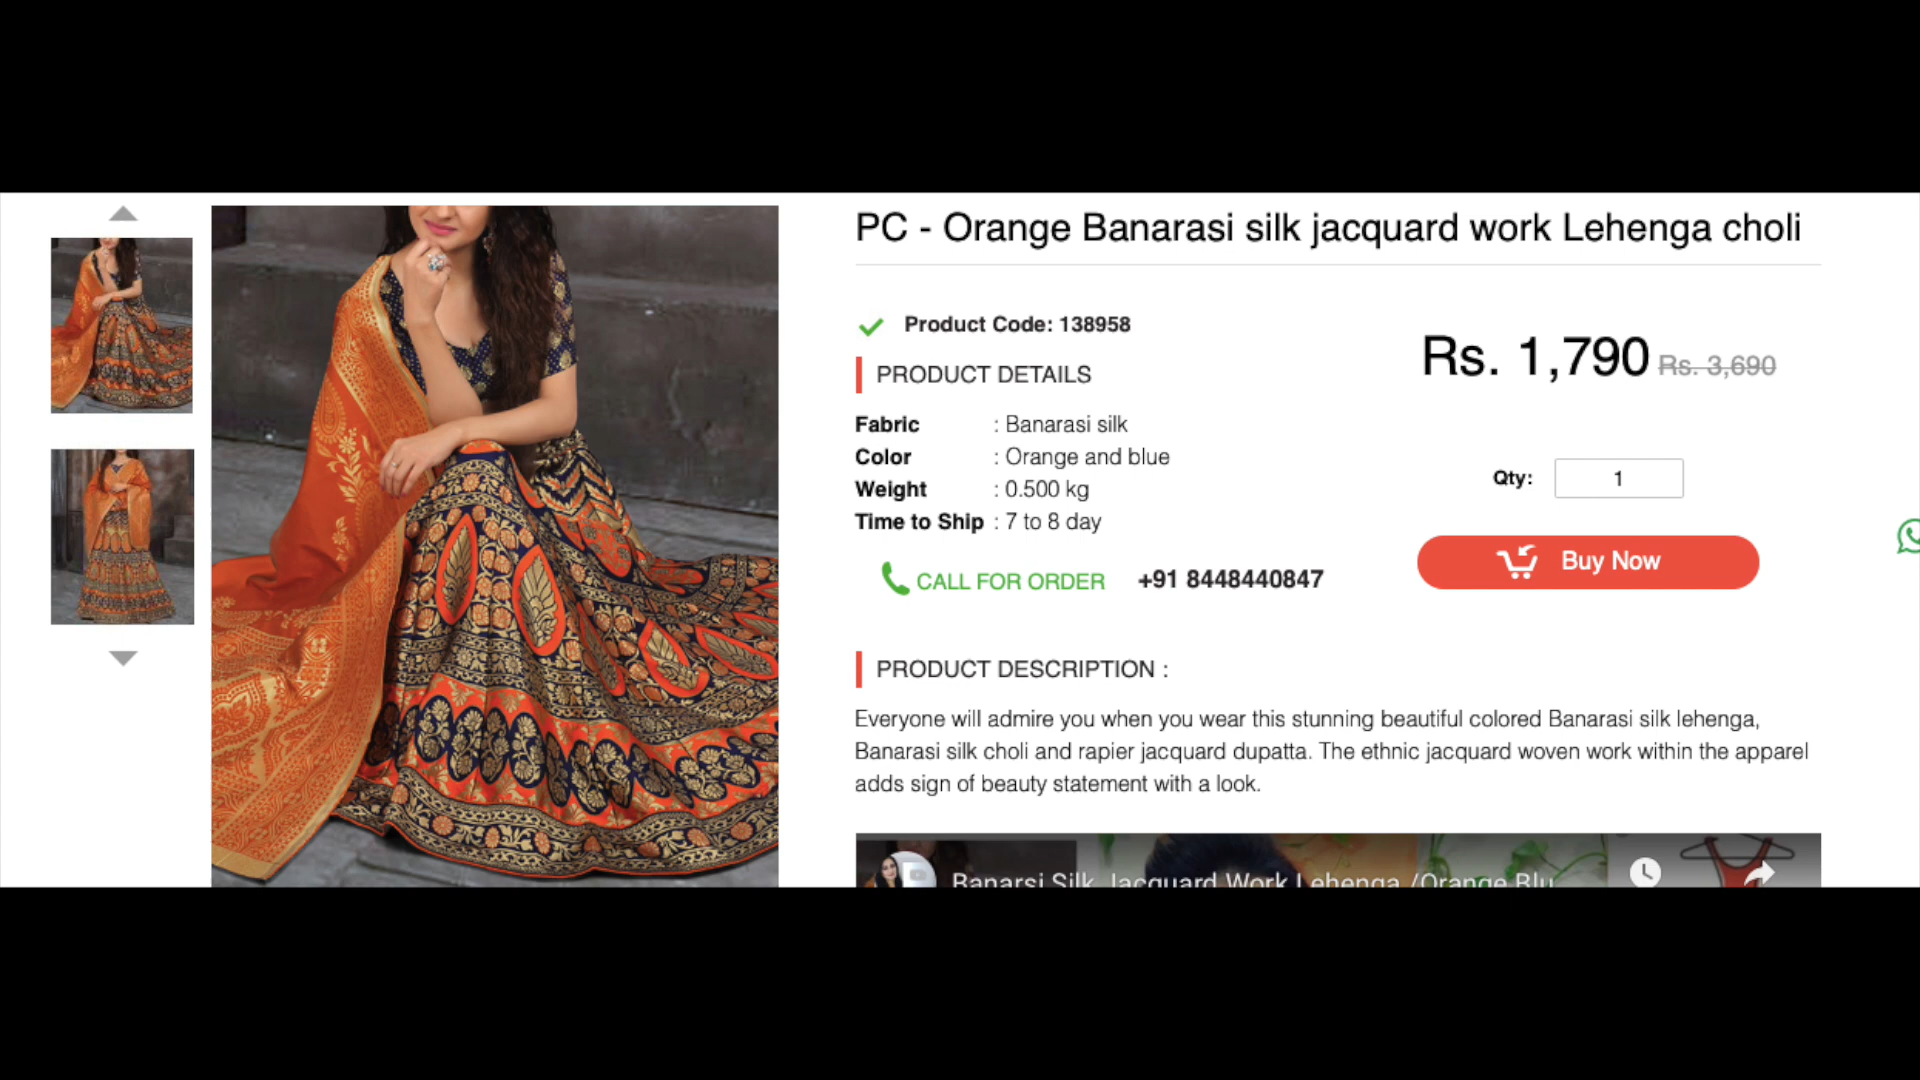 PC - Orange Banarasi silk jacquard work Lehenga choli
Product Code: 138958
Rs. 1,790 Rs. 3,690
PRODUCT DETAILS
Fabric : Banarasi silk
Color : Orange and blue
Weight : 0.500 kg
Time to Ship : 7 to 8 day
Qty: 1
Buy Now
CALL FOR ORDER +91 8448440847
PRODUCT DESCRIPTION :
Everyone will admire you when you wear this stunning beautiful colored Banarasi silk lehenga,
Banarasi silk choli and rapier jacquard dupatta. The ethnic jacquard woven work within the apparel
adds sign of beauty statement with a look.
Banarsi Silk Jacquard Work Lehenga /Orange Blu